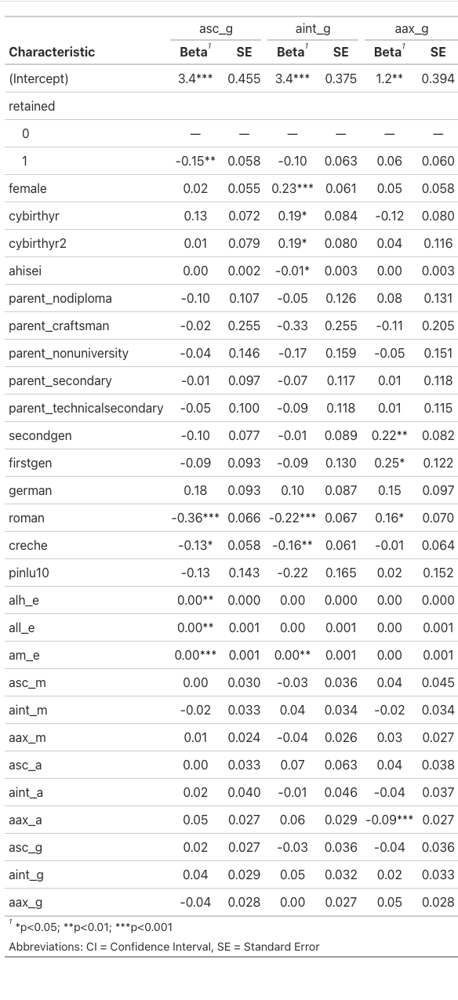 asc_g aint_g aax_g
Characteristic Beta¹ SE Beta¹ SE Beta¹ SE
(Intercept) 3.4*** 0.455 3.4*** 0.375 1.2** 0.394
retained
0 — — — — — —
1 -0.15** 0.058 -0.10 0.063 0.06 0.060
female 0.02 0.055 0.23*** 0.061 0.05 0.058
cybirthyr 0.13 0.072 0.19* 0.084 -0.12 0.080
cybirthyr2 0.01 0.079 0.19* 0.080 0.04 0.116
ahisei 0.00 0.002 -0.01* 0.003 0.00 0.003
parent_nodiploma -0.10 0.107 -0.05 0.126 0.08 0.131
parent_craftsman -0.02 0.255 -0.33 0.255 -0.11 0.205
parent_nonuniversity -0.04 0.146 -0.17 0.159 -0.05 0.151
parent_secondary -0.01 0.097 -0.07 0.117 0.01 0.118
parent_technicalsecondary -0.05 0.100 -0.09 0.118 0.01 0.115
secondgen -0.10 0.077 -0.01 0.089 0.22** 0.082
firstgen -0.09 0.093 -0.09 0.130 0.25* 0.122
german 0.18 0.093 0.10 0.087 0.15 0.097
roman -0.36*** 0.066 -0.22*** 0.067 0.16* 0.070
creche -0.13* 0.058 -0.16** 0.061 -0.01 0.064
pinlu10 -0.13 0.143 -0.22 0.165 0.02 0.152
alh_e 0.00** 0.000 0.00 0.000 0.00 0.000
all_e 0.00** 0.001 0.00 0.001 0.00 0.001
am_e 0.00*** 0.001 0.00** 0.001 0.00 0.001
asc_m 0.00 0.030 -0.03 0.036 0.04 0.045
aint_m -0.02 0.033 0.04 0.034 -0.02 0.034
aax_m 0.01 0.024 -0.04 0.026 0.03 0.027
asc_a 0.00 0.033 0.07 0.063 0.04 0.038
aint_a 0.02 0.040 -0.01 0.046 -0.04 0.037
aax_a 0.05 0.027 0.06 0.029 -0.09*** 0.027
asc_g 0.02 0.027 -0.03 0.036 -0.04 0.036
aint_g 0.04 0.029 0.05 0.032 0.02 0.033
aax_g -0.04 0.028 0.00 0.027 0.05 0.028
¹ *p<0.05; **p<0.01; ***p<0.001
Abbreviations: CI = Confidence Interval, SE = Standard Error